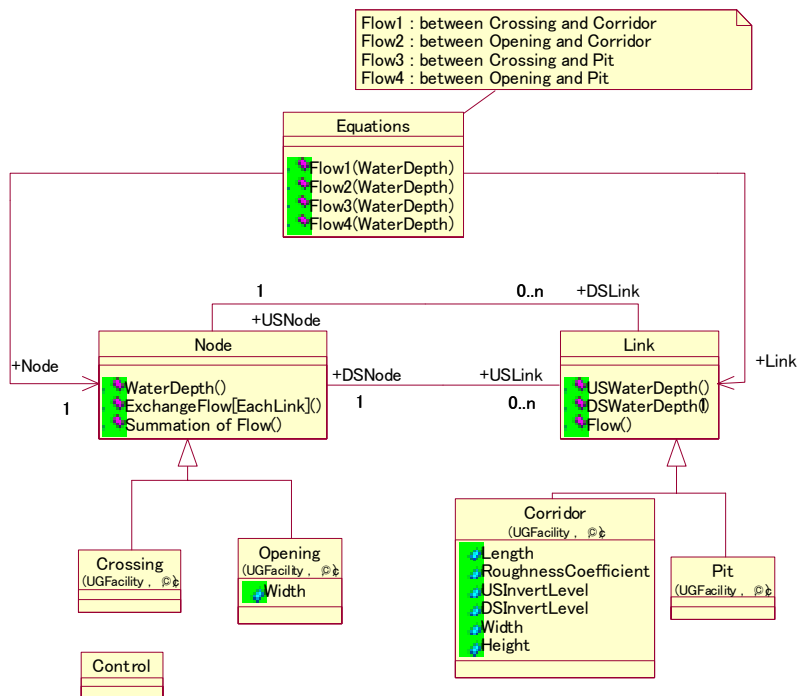 Flow1 : between Crossing and Corridor
Flow2 : between Opening and Corridor
Flow3 : between Crossing and Pit
Flow4 : between Opening and Pit
Equations
Flow1(WaterDepth)
Flow2(WaterDepth)
Flow3(WaterDepth)
Flow4(WaterDepth)
1
0..n
+DSLink
+USNode
Node
WaterDepth()
ExchangeFlow[EachLink]()
Summation of Flow()
+Node
1
+DSNode
+USLink
1
0..n
Link
USWaterDepth()
DSWaterDepth()
Flow()
+Link
1
Crossing
(UGFacility ,
Opening
(UGFacility ,
Width
Corridor
(UGFacility ,
Length
RoughnessCoefficient
USInvertLevel
DSInvertLevel
Width
Height
Pit
(UGFacility ,
Control